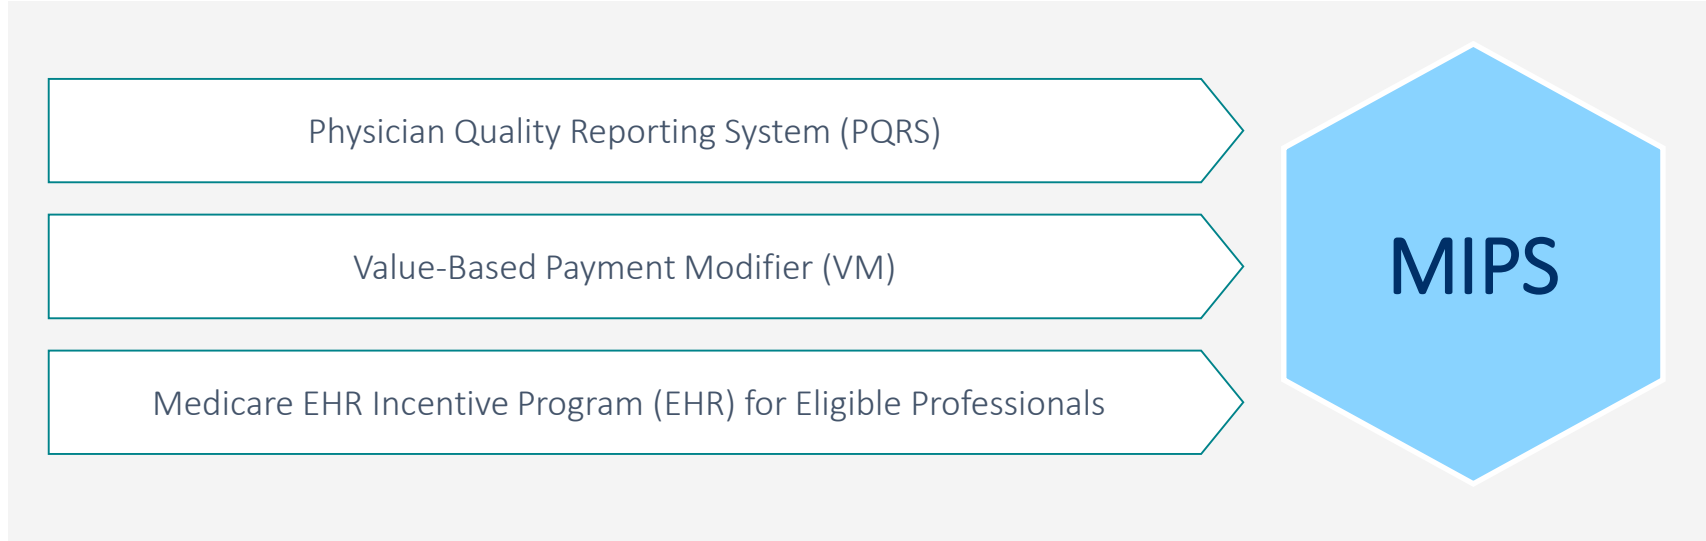 Physician Quality Reporting System (PQRS)
Value-Based Payment Modifier (VM)
Medicare EHR Incentive Program (EHR) for Eligible Professionals
MIPS